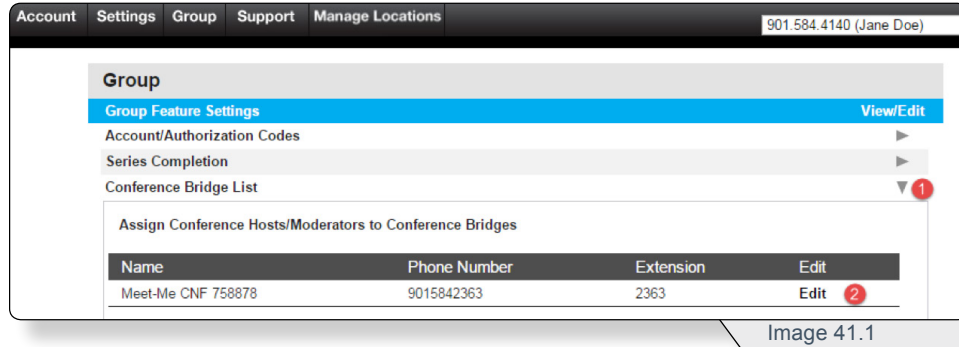 Account Settings Group Support Manage Locations
901.584.4140 (Jane Doe)
Group
Group Feature Settings View/Edit
Account/Authorization Codes
Series Completion
Conference Bridge List 1
Assign Conference Hosts/Moderators to Conference Bridges
Name Phone Number Extension Edit
Meet-Me CNF 758878 9015842363 2363 Edit 2
Image 41.1